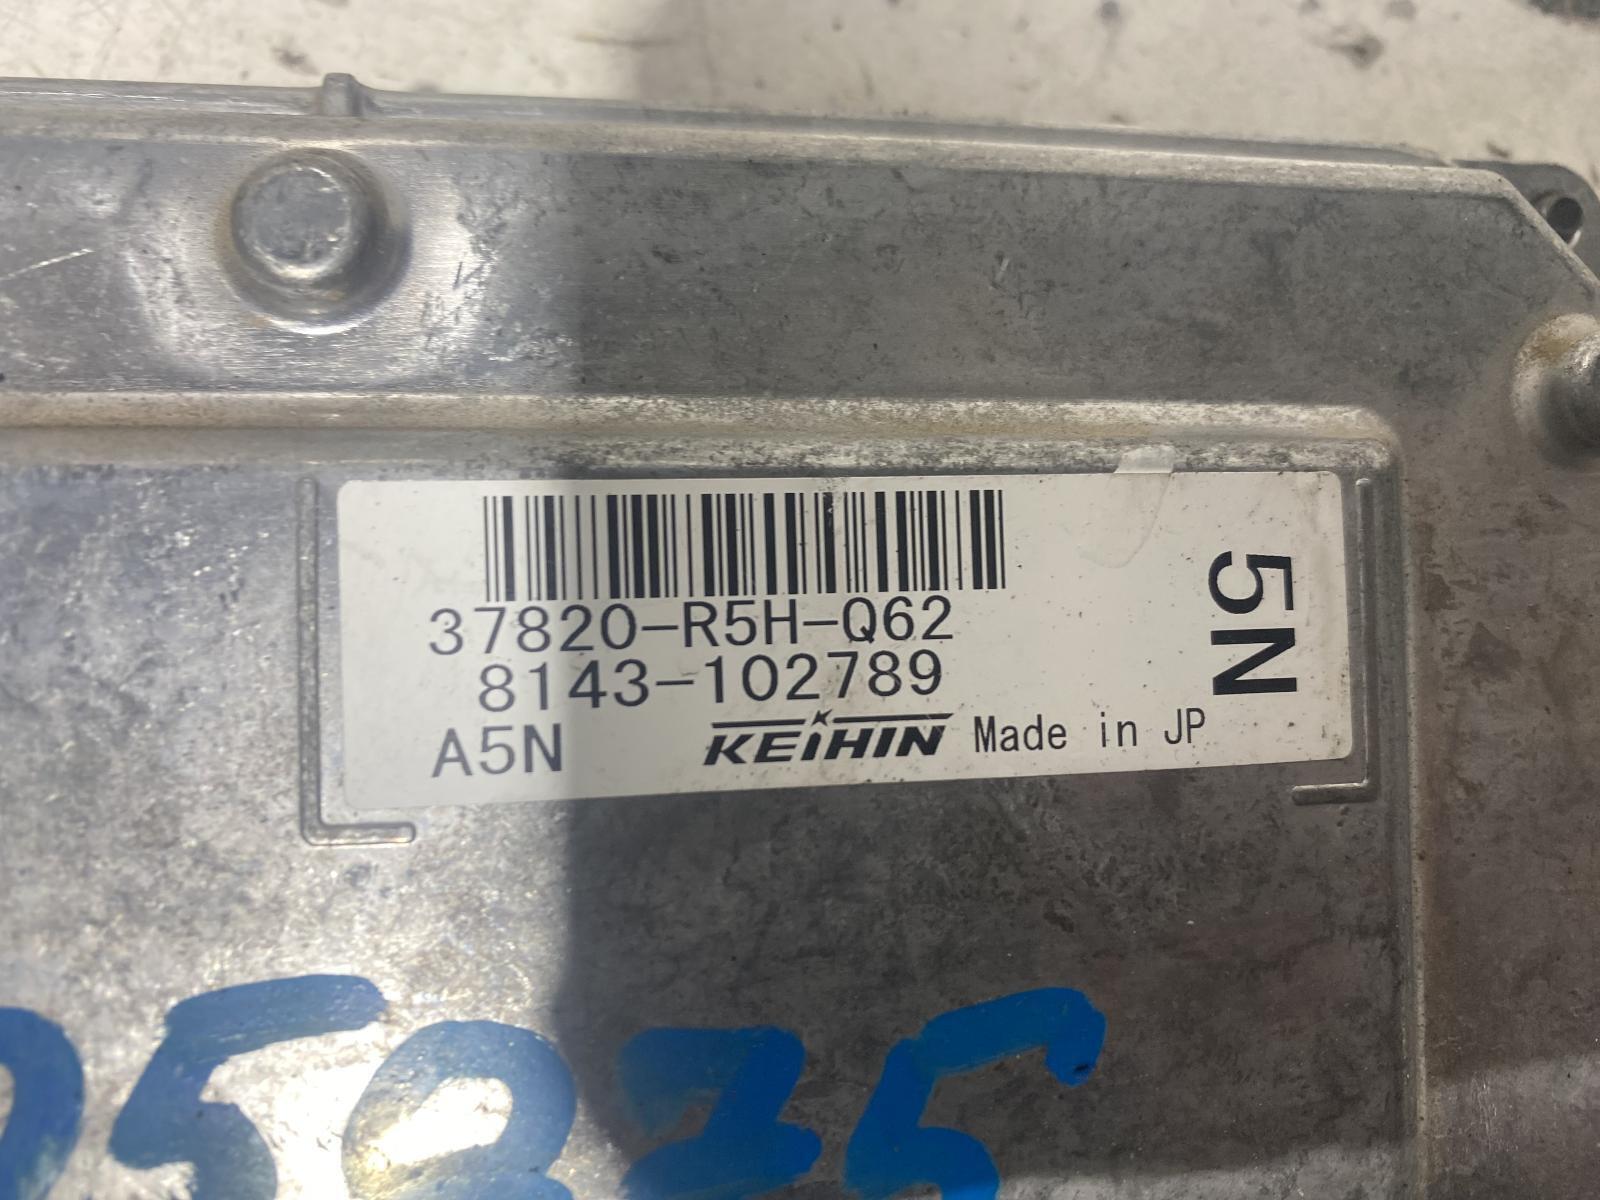 37820-R5H-Q62
8143-102789
A5N KEIHIN Made in JP
5N